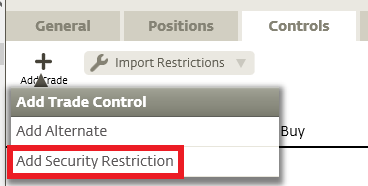 General Positions Controls
Import Restrictions
Add Trade
Add Trade Control
Add Alternate
Buy
Add Security Restriction